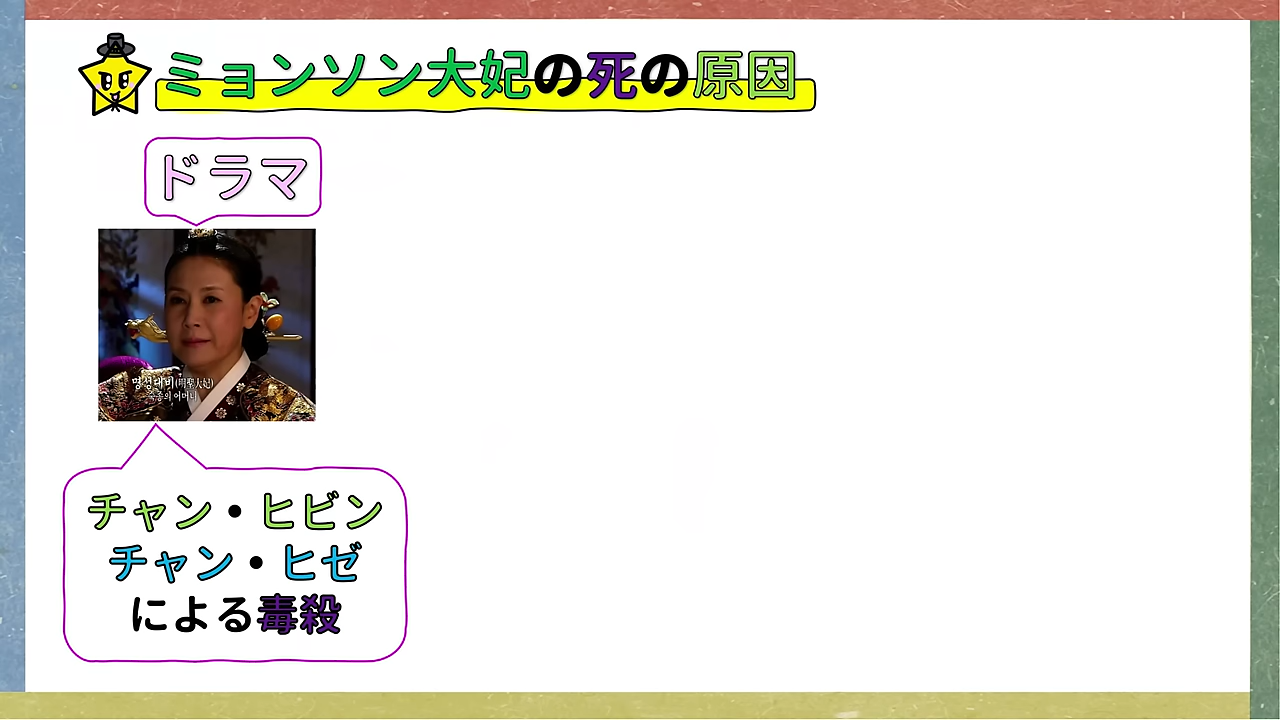 ミョンソン大妃の死の原因
ドラマ
명성대비(明聖大妃)
숙종의 어머니
チャン・ヒビン
チャン・ヒゼ
による毒殺